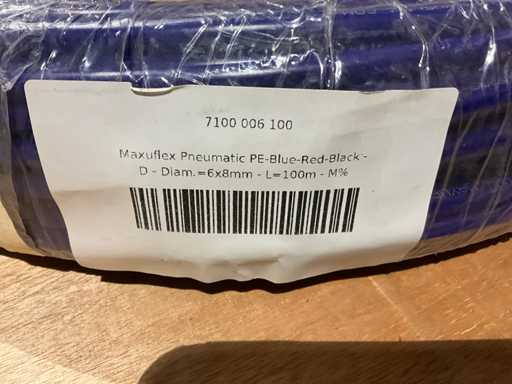 7100 006 100
Maxuflex Pneumatic PE-Blue-Red-Black -
D - Diam.=6x8mm - L=100m - M%